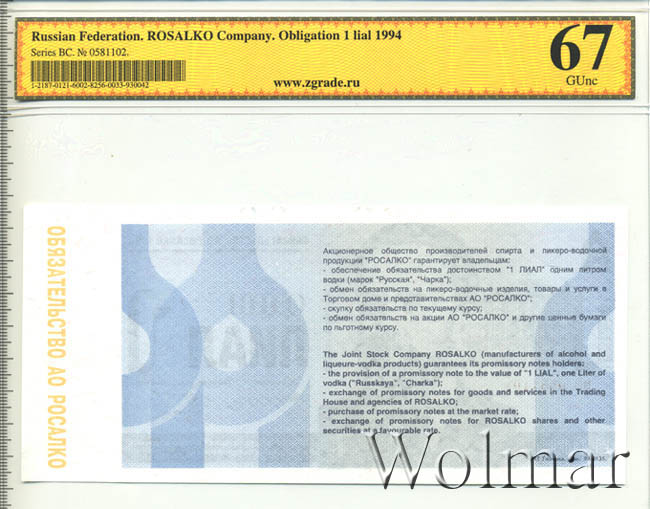 Russian Federation. ROSALKO Company. Obligation 1 lial 1994
Series BC. № 0581102.
1-2187-0121-6002-8256-0033-930042
www.zgrade.ru
67
GUnc
ОБЯЗАТЕЛЬСТВО АО РОСАЛКО
Акционерное общество производителей спирта и ликеро-водочной
продукции "РОСАЛКО" гарантирует владельцам:
- обеспечение обязательства достоинством "1 ЛИАЛ" одним литром
водки (марок "Русская", "Чарка");
- обмен обязательств на ликеро-водочные изделия, товары и услуги в
Торговом доме и представительствах АО "РОСАЛКО";
- скупку обязательств по текущему курсу;
- обмен обязательств на акции АО "РОСАЛКО" и другие ценные бумаги
по льготному курсу.
The Joint Stock Company ROSALKO (manufacturers of alcohol and
liqueure-vodka products) guarantees its promissory notes holders:
- the provision of a promissory note to the value of "1 LIAL", one Liter of
vodka ("Russkaya", "Charka");
- exchange of promissory notes for goods and services in the Trading
House and agencies of ROSALKO;
- purchase of promissory notes at the market rate;
- exchange of promissory notes for ROSALKO shares and other
securities at a favourable rate.
Wolmar